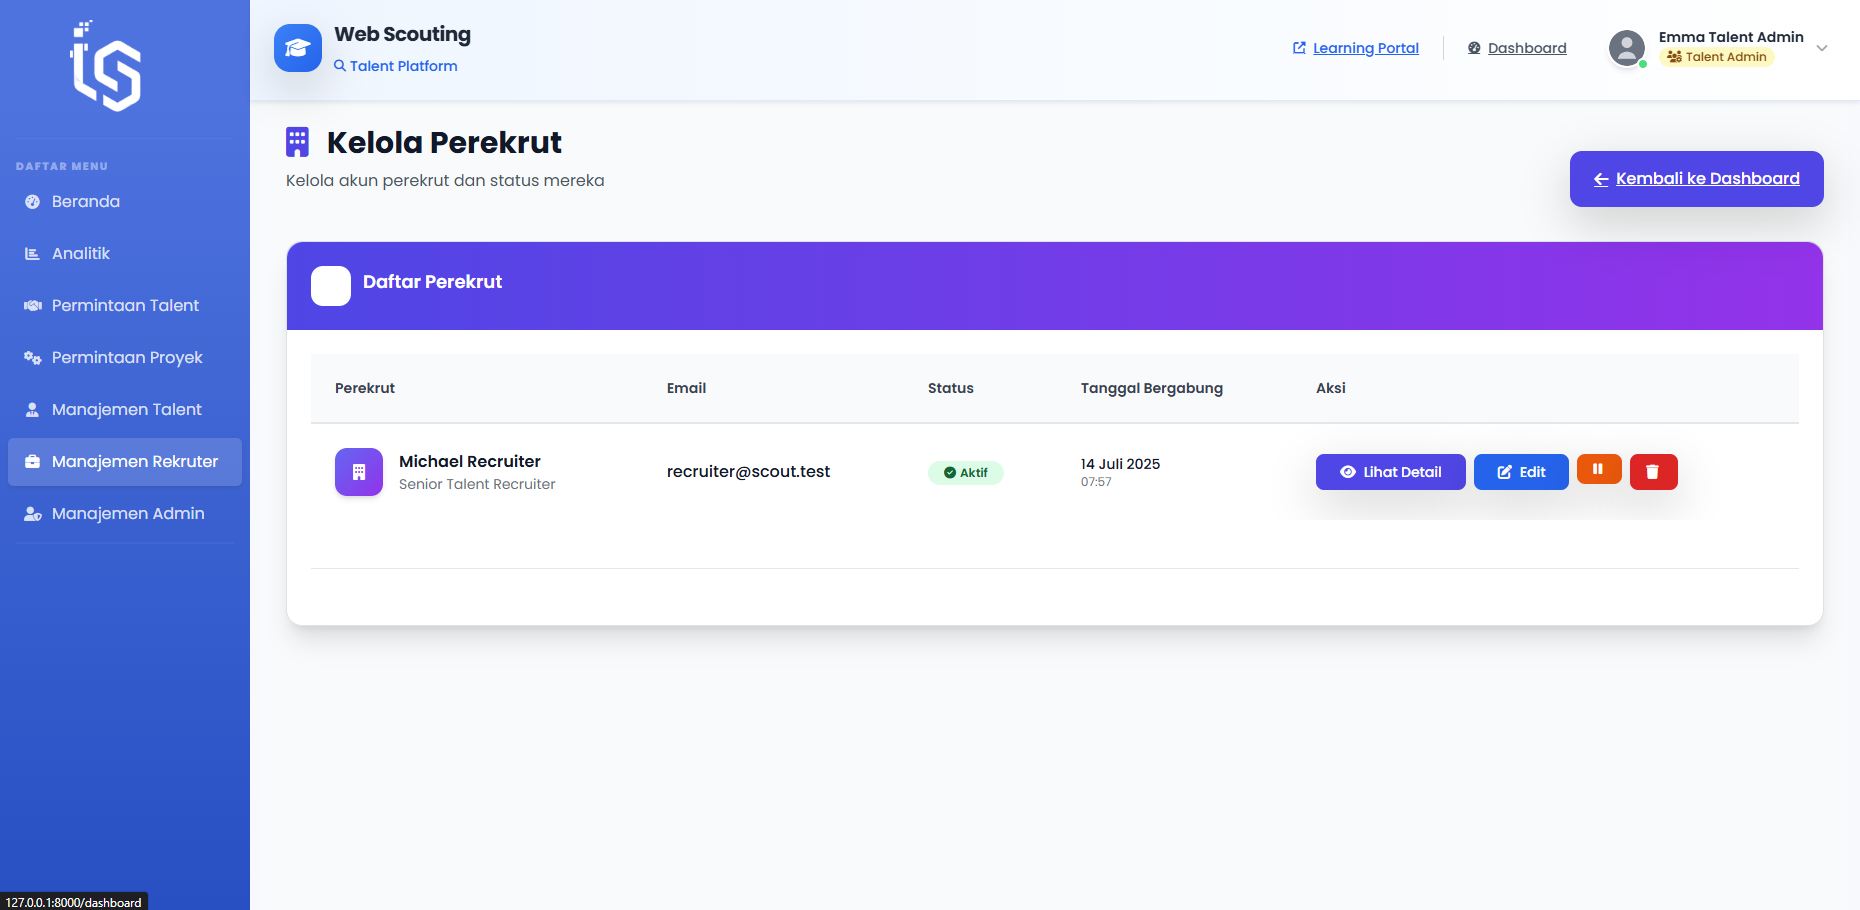 Web Scouting
Talent Platform
Learning Portal
Dashboard
Emma Talent Admin
Talent Admin
DAFTAR MENU
Beranda
Analitik
Permintaan Talent
Permintaan Proyek
Manajemen Talent
Manajemen Rekruter
Manajemen Admin
Kelola Perekrut
Kelola akun perekrut dan status mereka
Kembali ke Dashboard
Daftar Perekrut
Perekrut Email Status Tanggal Bergabung Aksi
Michael Recruiter
Senior Talent Recruiter
recruiter@scout.test
Aktif
14 Juli 2025
07:57
Lihat Detail
Edit
127.0.0.1:8000/dashboard